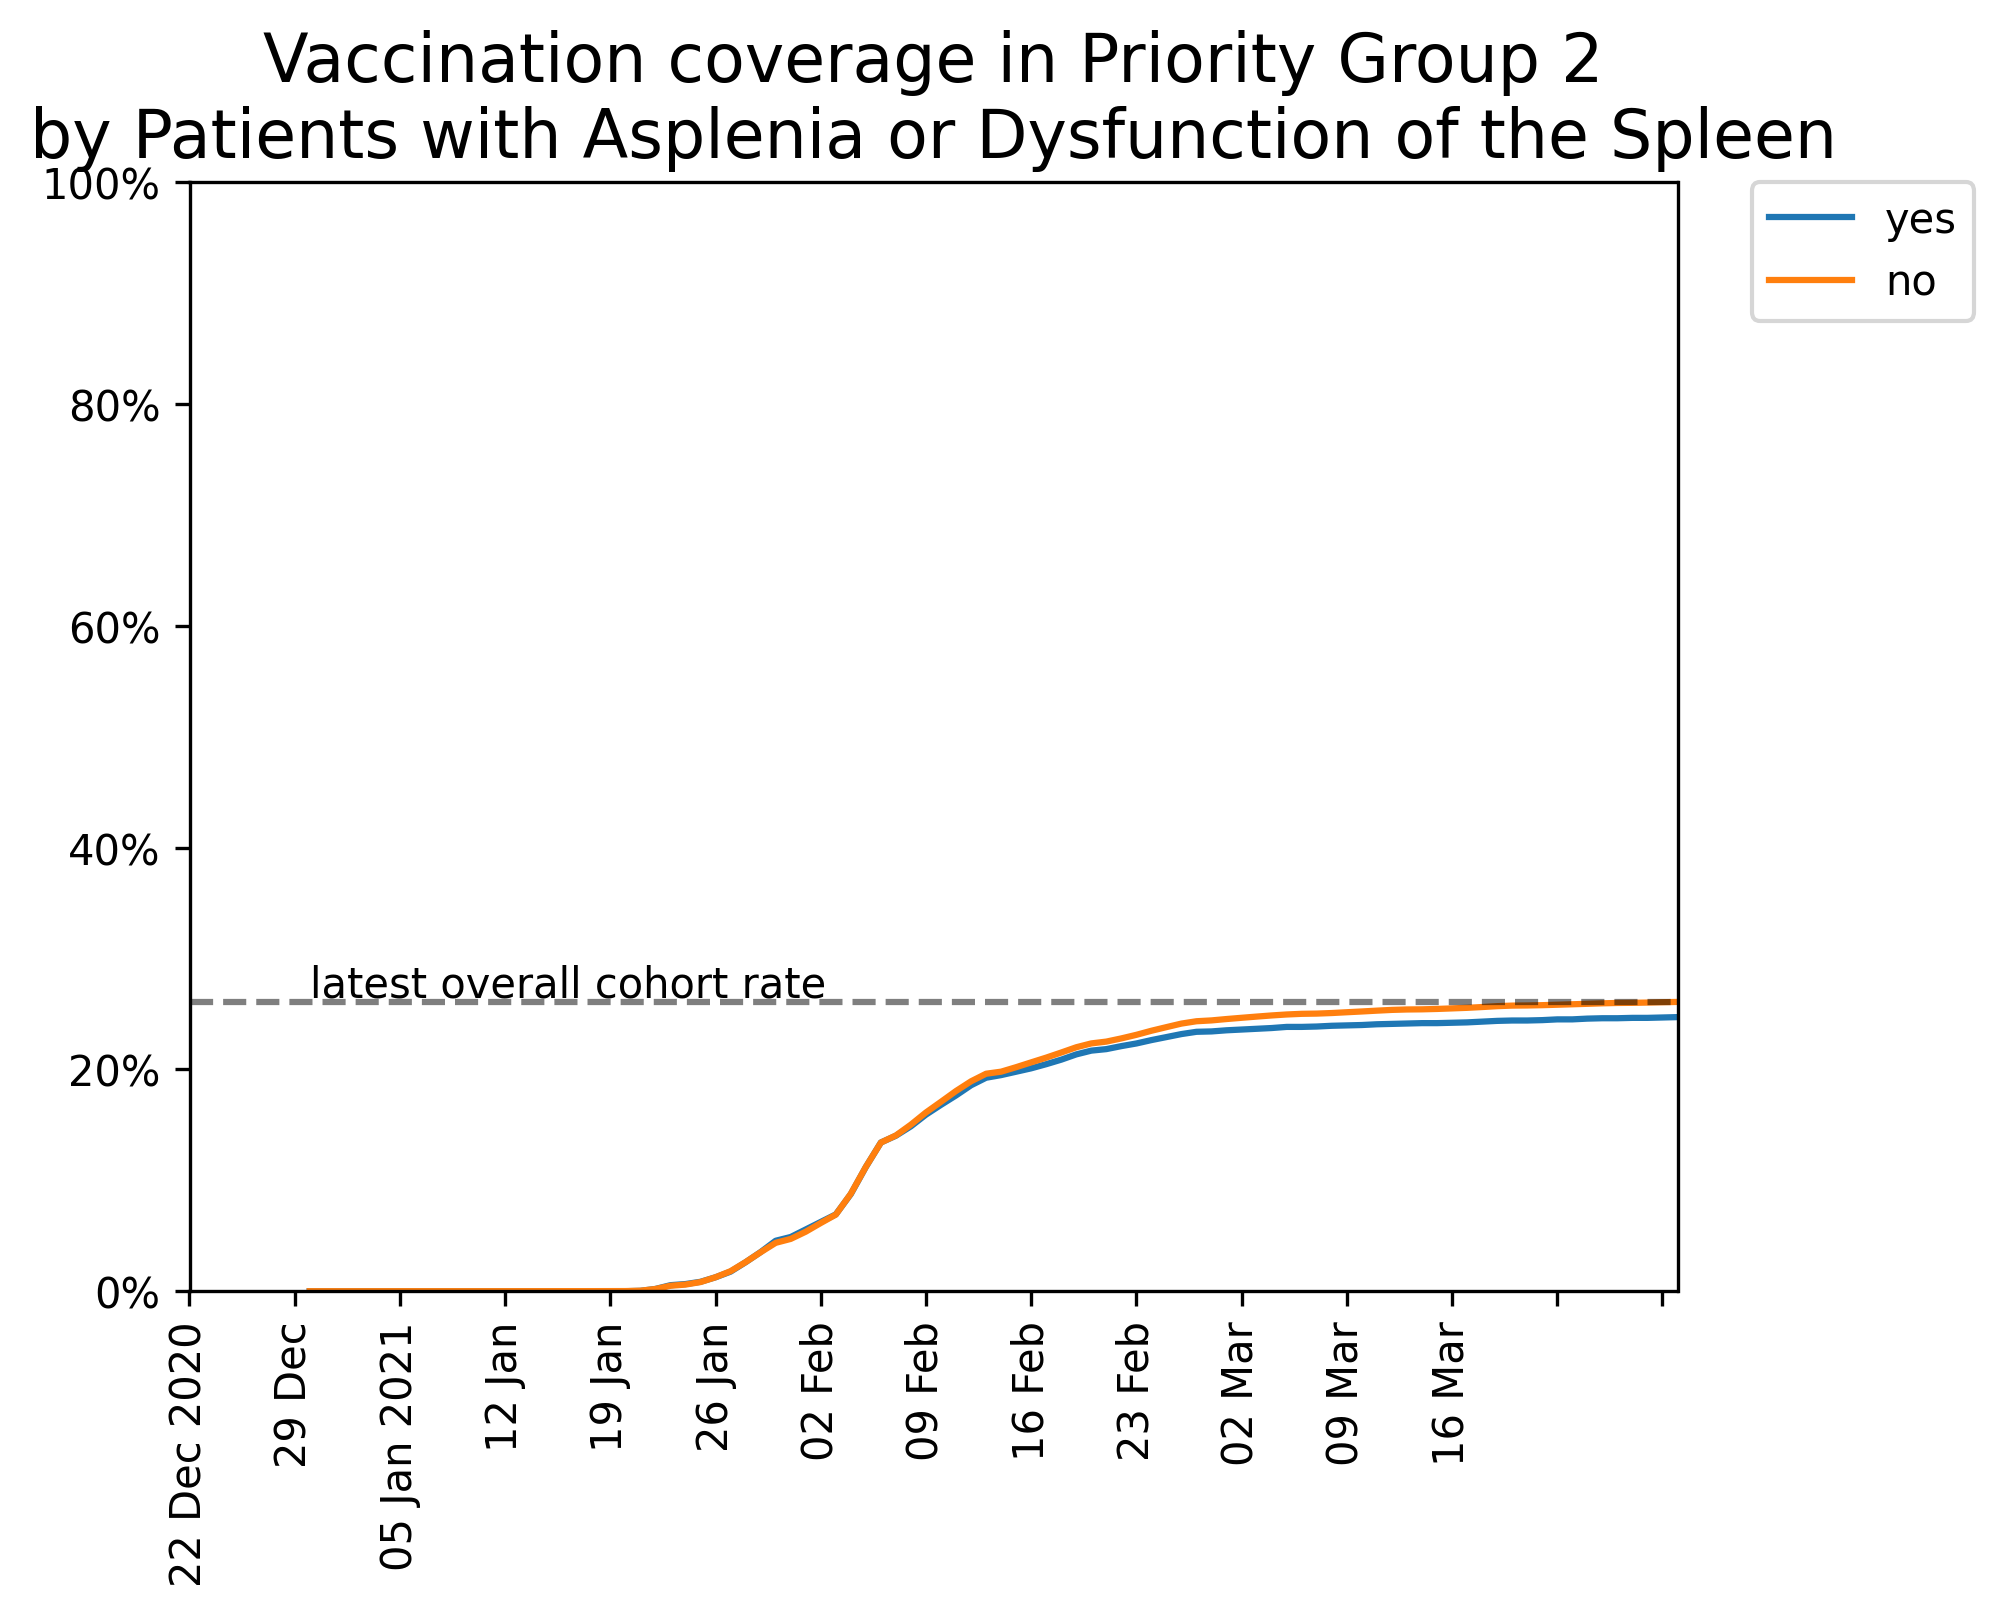 Vaccination coverage in Priority Group 2
by Patients with Asplenia or Dysfunction of the Spleen
100%
80%
60%
40%
20%
0%
latest overall cohort rate
yes
no
22 Dec 2020
29 Dec
05 Jan 2021
12 Jan
19 Jan
26 Jan
02 Feb
09 Feb
16 Feb
23 Feb
02 Mar
09 Mar
16 Mar